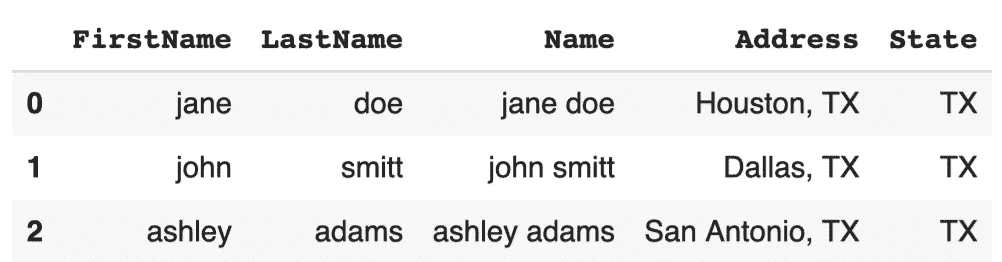 FirstName LastName Name Address State
0 jane doe jane doe Houston, TX TX
1 john smitt john smitt Dallas, TX TX
2 ashley adams ashley adams San Antonio, TX TX